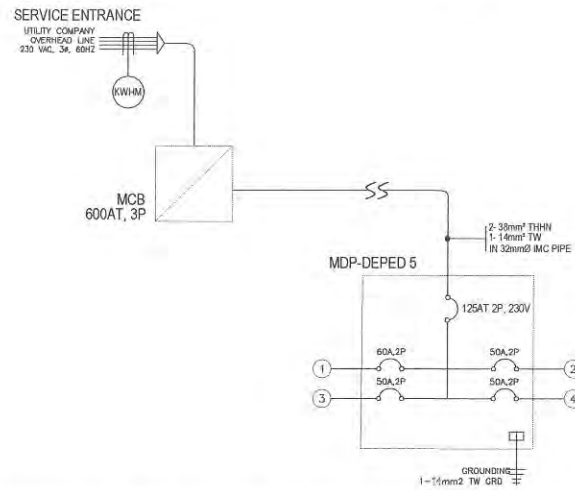 SERVICE ENTRANCE
UTILITY COMPANY
OVERHEAD LINE
230 VAC, 3ø, 60HZ
KWHM
MCB
600AT, 3P
2- 38mm² THHN
1- 14mm² TW
IN 32mmØ IMC PIPE
MDP-DEPED 5
125AT 2P, 230V
60A,2P
50A,2P
1
2
50A,2P
50A,2P
3
4
GROUNDING
1-14mm2 TW GRD